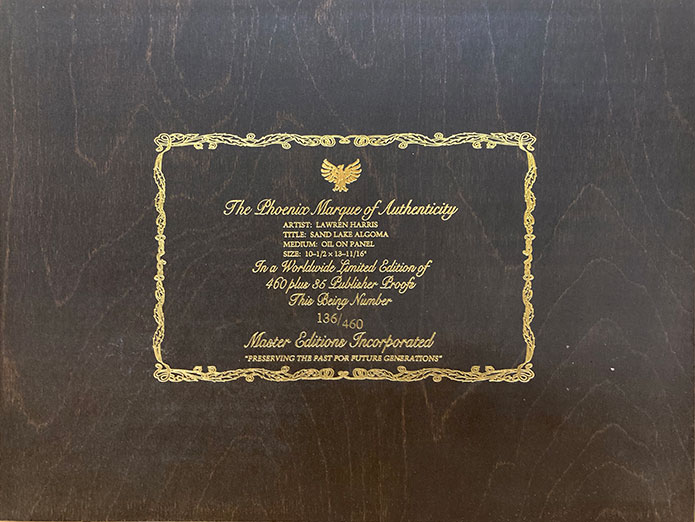 The Phoenix Marque of Authenticity
ARTIST: LAWREN HARRIS
TITLE: SAND LAKE ALGOMA
MEDIUM: OIL ON PANEL
SIZE: 10-1/2 × 13-11/16"
In a Worldwide Limited Edition of
460 plus 35 Publisher Proofs
This Being Number
136/460
Master Editions Incorporated
"PRESERVING THE PAST FOR FUTURE GENERATIONS"